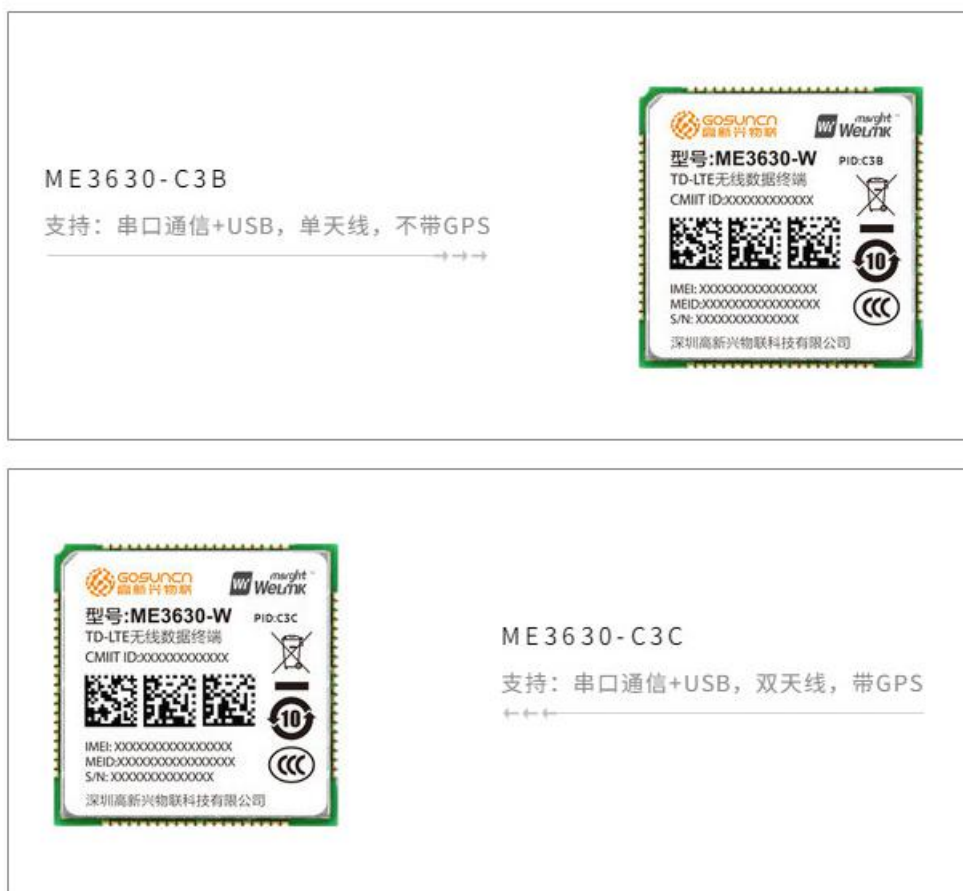 ME3630-C3B
支持：串口通信+USB，单天线，不带GPS
GOSUNCN
高新兴物联
WeLink
型号:ME3630-W PID:C3B
TD-LTE无线数据终端
CMIIT ID:XXXXXXXXXXXX
10
IMEI: XXXXXXXXXXXXXXXX
MEID:XXXXXXXXXXXXXXXX
S/N: XXXXXXXXXXXXXX
CCC
深圳高新兴物联科技有限公司
GOSUNCN
高新兴物联
WeLink
型号:ME3630-W PID:C3C
TD-LTE无线数据终端
CMIIT ID:XXXXXXXXXXXX
10
IMEI: XXXXXXXXXXXXXXXX
MEID:XXXXXXXXXXXXXXXX
S/N: XXXXXXXXXXXXXX
CCC
深圳高新兴物联科技有限公司
ME3630-C3C
支持：串口通信+USB，双天线，带GPS